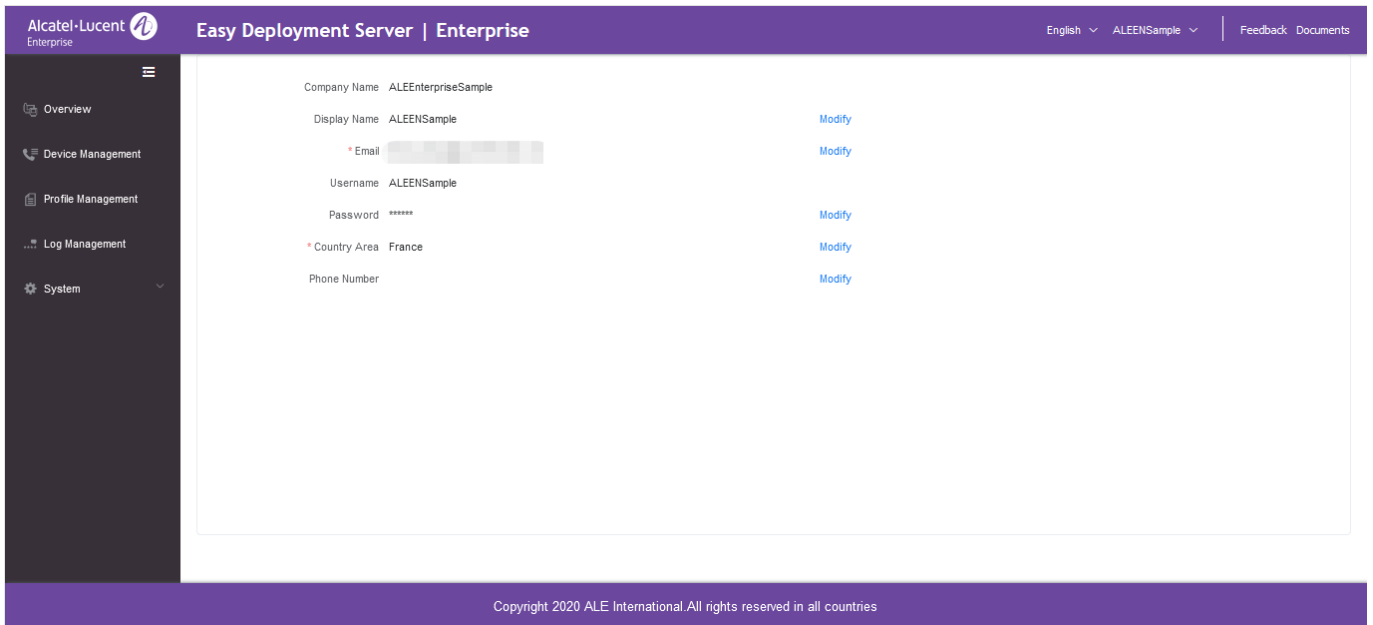 Alcatel·Lucent
Enterprise
Easy Deployment Server | Enterprise
English ALEENSample Feedback Documents
Overview
Device Management
Profile Management
Log Management
System
Company Name ALEEnterpriseSample
Display Name ALEENSample Modify
* Email Modify
Username ALEENSample
Password ****** Modify
* Country Area France Modify
Phone Number Modify
Copyright 2020 ALE International.All rights reserved in all countries